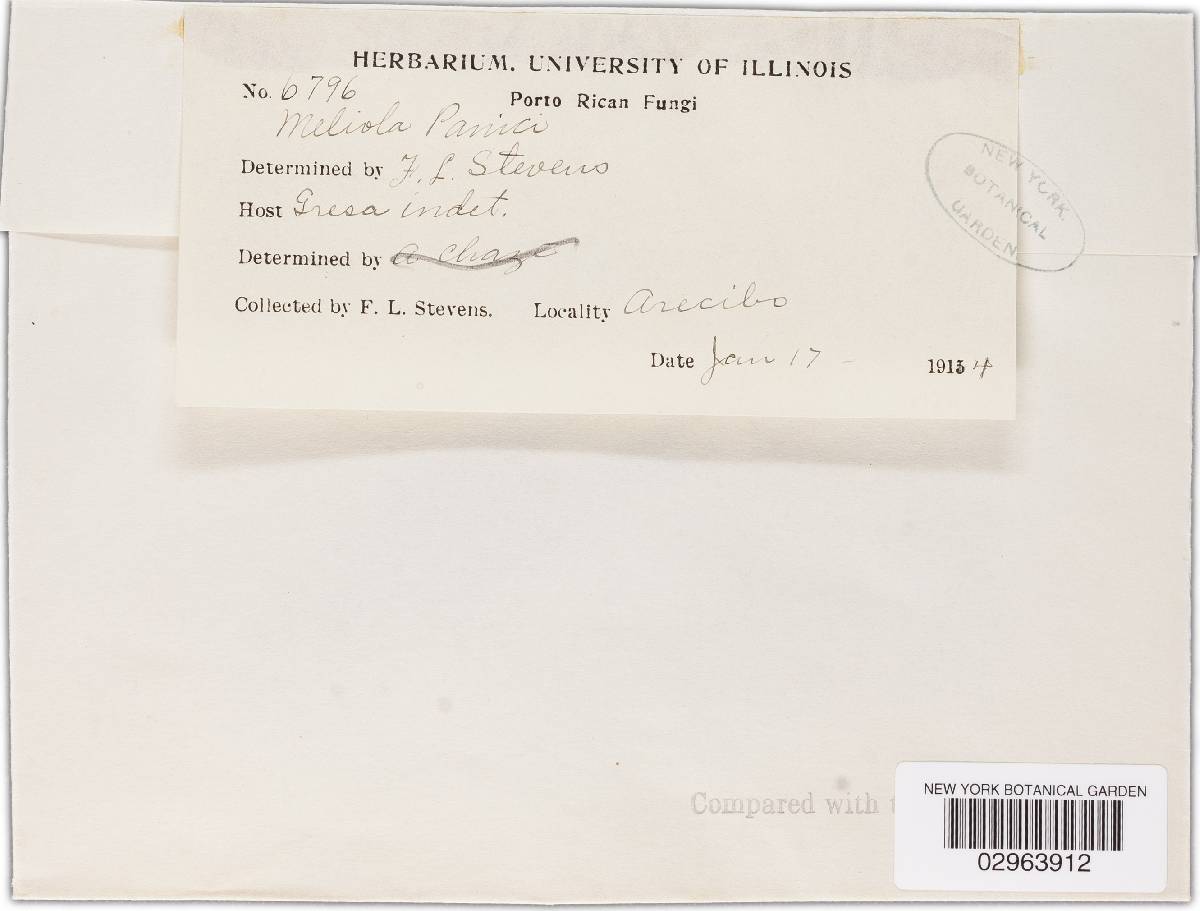 HERBARIUM. UNIVERSITY OF ILLINOIS
No. 6796
Porto Rican Fungi
Meliola Panici
Determined by F. L. Stevens
Host Gresa indet.
Determined by
Collected by F. L. Stevens. Locality Arecibo
Date Jan 17 - 1914
NEW YORK
BOTANICAL
GARDEN
Compared with
NEW YORK BOTANICAL GARDEN
02963912